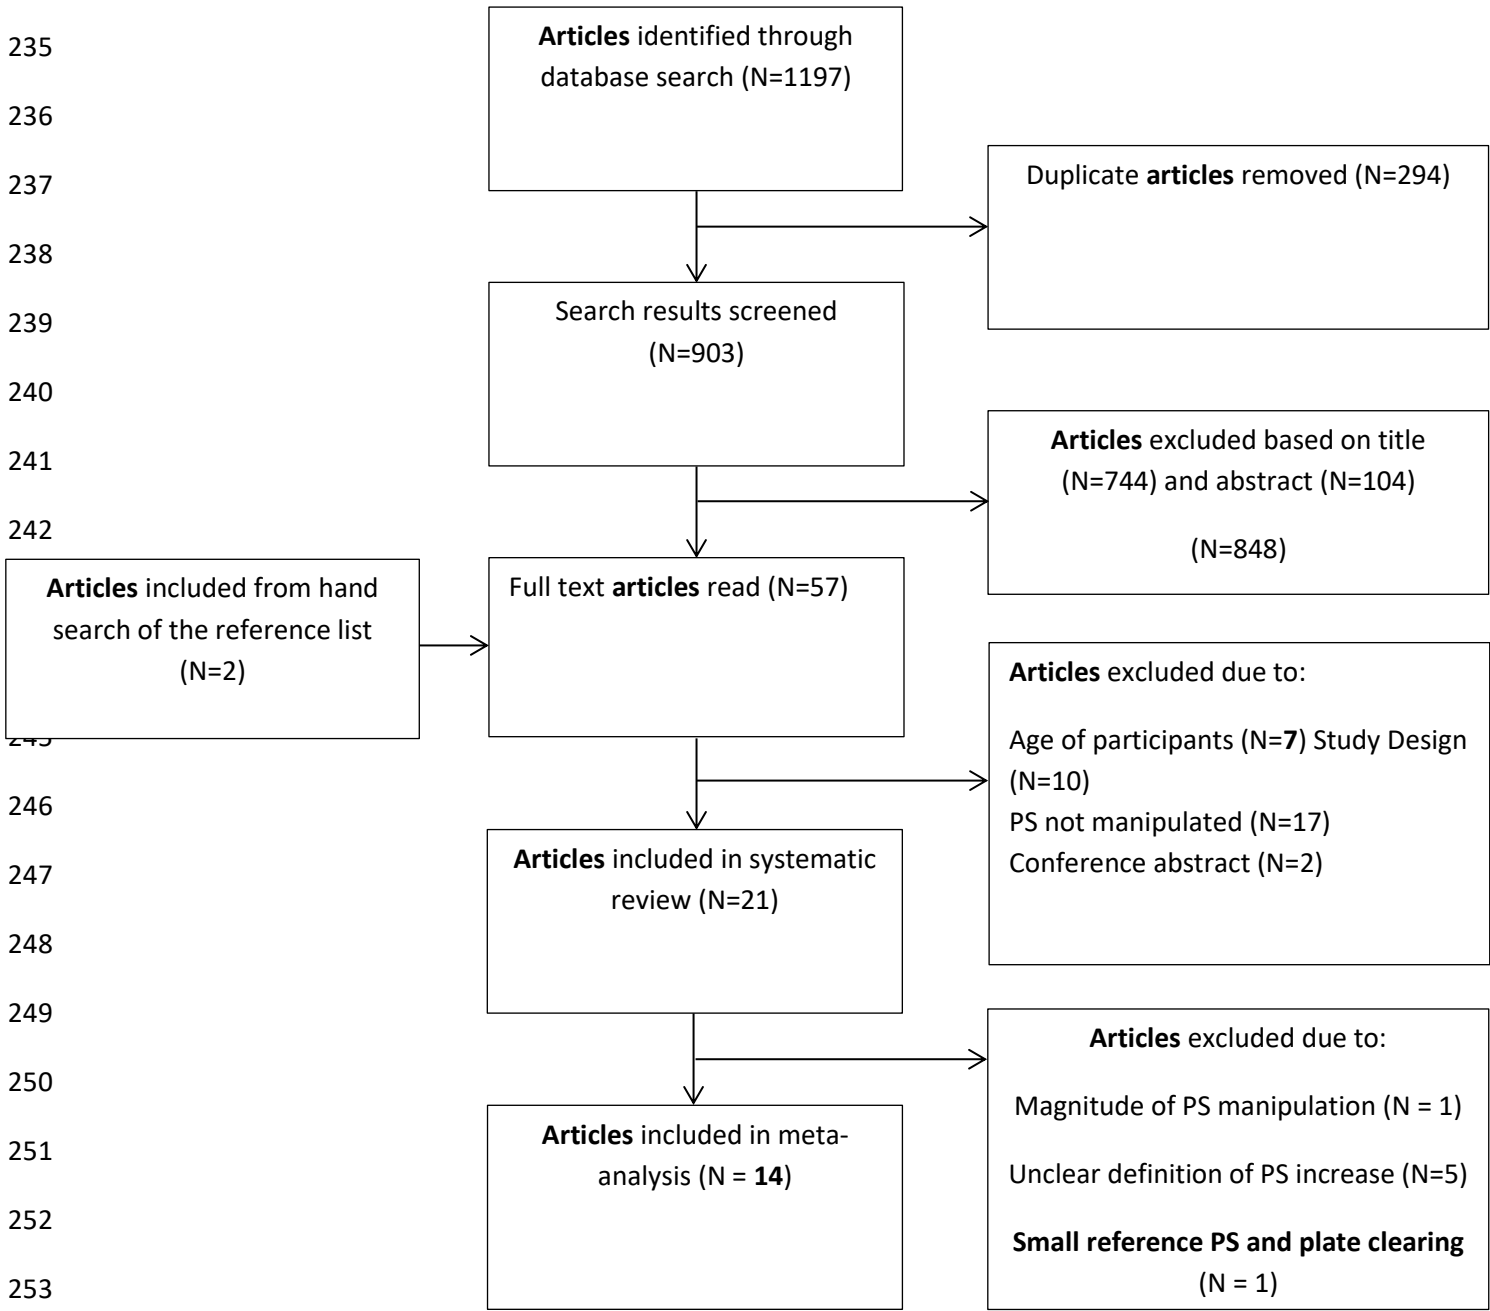 235
Articles identified through
database search (N=1197)
236
237
Duplicate articles removed (N=294)
238
239
Search results screened
(N=903)
240
Articles excluded based on title
(N=744) and abstract (N=104)
(N=848)
241
242
Articles included from hand
search of the reference list
(N=2)
Full text articles read (N=57)
245
Articles excluded due to:
Age of participants (N=7) Study Design
(N=10)
PS not manipulated (N=17)
Conference abstract (N=2)
246
247
Articles included in systematic
review (N=21)
248
249
Articles excluded due to:
Magnitude of PS manipulation (N = 1)
Unclear definition of PS increase (N=5)
Small reference PS and plate clearing
(N = 1)
250
251
Articles included in meta-
analysis (N = 14)
252
253